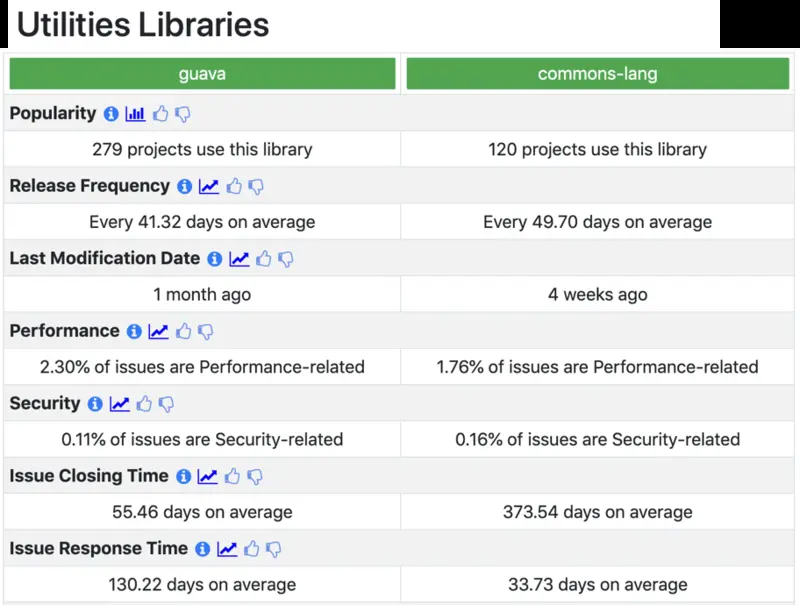 Utilities Libraries
guava commons-lang
Popularity
279 projects use this library 120 projects use this library
Release Frequency
Every 41.32 days on average Every 49.70 days on average
Last Modification Date
1 month ago 4 weeks ago
Performance
2.30% of issues are Performance-related 1.76% of issues are Performance-related
Security
0.11% of issues are Security-related 0.16% of issues are Security-related
Issue Closing Time
55.46 days on average 373.54 days on average
Issue Response Time
130.22 days on average 33.73 days on average